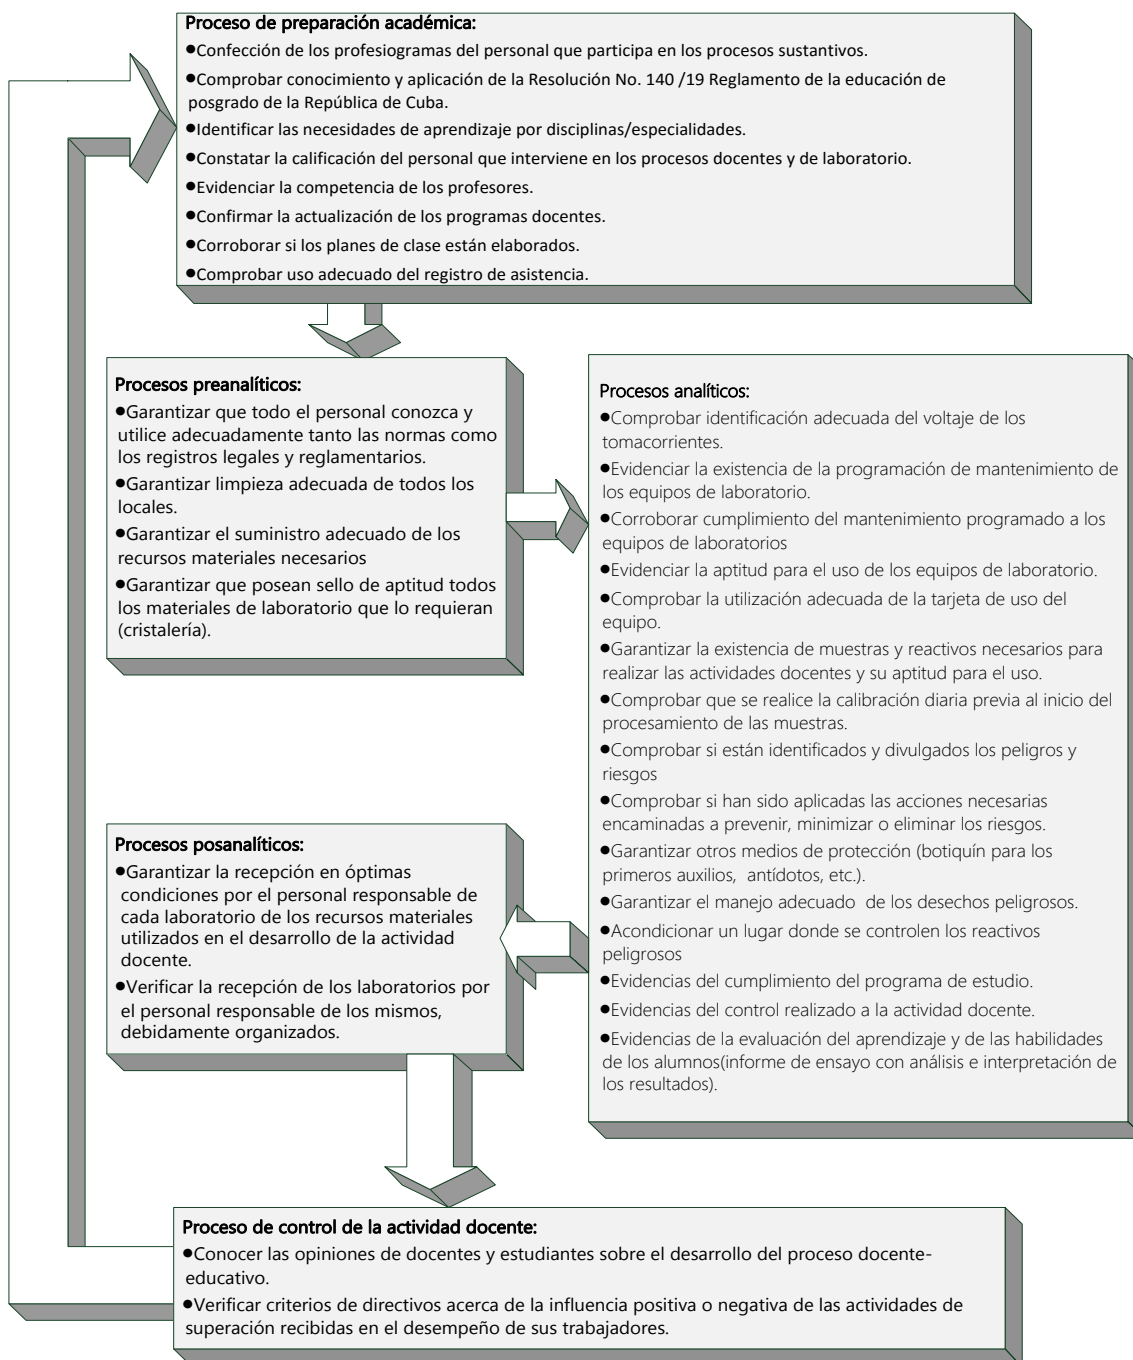 Proceso de preparación académica:
●Confección de los profesiogramas del personal que participa en los procesos sustantivos.
●Comprobar conocimiento y aplicación de la Resolución No. 140 /19 Reglamento de la educación de
posgrado de la República de Cuba.
●Identificar las necesidades de aprendizaje por disciplinas/especialidades.
●Constatar la calificación del personal que interviene en los procesos docentes y de laboratorio.
●Evidenciar la competencia de los profesores.
●Confirmar la actualización de los programas docentes.
●Corroborar si los planes de clase están elaborados.
●Comprobar uso adecuado del registro de asistencia.
Procesos preanalíticos:
●Garantizar que todo el personal conozca y
utilice adecuadamente tanto las normas como
los registros legales y reglamentarios.
●Garantizar limpieza adecuada de todos los
locales.
●Garantizar el suministro adecuado de los
recursos materiales necesarios
●Garantizar que posean sello de aptitud todos
los materiales de laboratorio que lo requieran
(cristalería).
Procesos analíticos:
●Comprobar identificación adecuada del voltaje de los
tomacorrientes.
●Evidenciar la existencia de la programación de mantenimiento de
los equipos de laboratorio.
●Corroborar cumplimiento del mantenimiento programado a los
equipos de laboratorios
●Evidenciar la aptitud para el uso de los equipos de laboratorio.
●Comprobar la utilización adecuada de la tarjeta de uso del
equipo.
●Garantizar la existencia de muestras y reactivos necesarios para
realizar las actividades docentes y su aptitud para el uso.
●Comprobar que se realice la calibración diaria previa al inicio del
procesamiento de las muestras.
●Comprobar si están identificados y divulgados los peligros y
riesgos
●Comprobar si han sido aplicadas las acciones necesarias
encaminadas a prevenir, minimizar o eliminar los riesgos.
●Garantizar otros medios de protección (botiquín para los
primeros auxilios, antídotos, etc.).
●Garantizar el manejo adecuado de los desechos peligrosos.
●Acondicionar un lugar donde se controlen los reactivos
peligrosos
●Evidencias del cumplimiento del programa de estudio.
●Evidencias del control realizado a la actividad docente.
●Evidencias de la evaluación del aprendizaje y de las habilidades
de los alumnos(informe de ensayo con análisis e interpretación de
los resultados).
Procesos posanalíticos:
●Garantizar la recepción en óptimas
condiciones por el personal responsable de
cada laboratorio de los recursos materiales
utilizados en el desarrollo de la actividad
docente.
●Verificar la recepción de los laboratorios por
el personal responsable de los mismos,
debidamente organizados.
Proceso de control de la actividad docente:
●Conocer las opiniones de docentes y estudiantes sobre el desarrollo del proceso docente-
educativo.
●Verificar criterios de directivos acerca de la influencia positiva o negativa de las actividades de
superación recibidas en el desempeño de sus trabajadores.